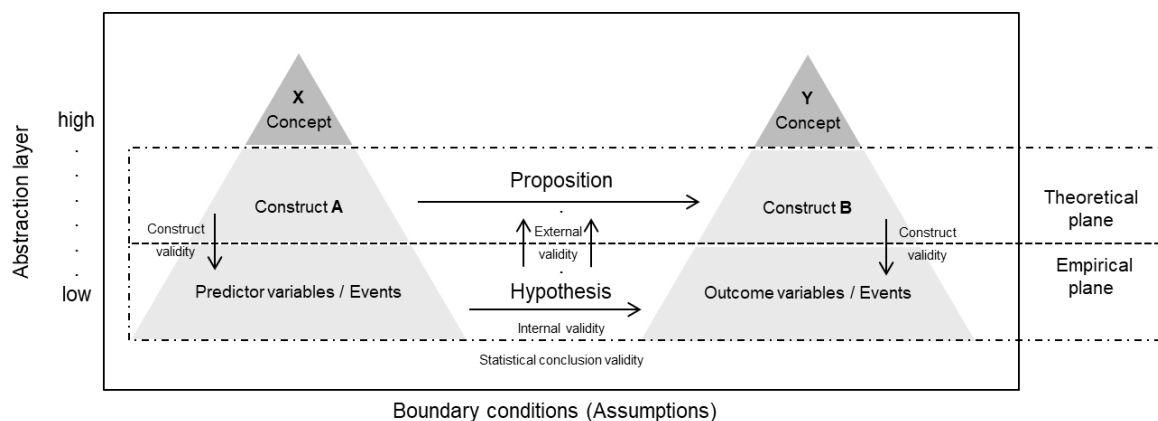 Abstraction layer
high
low
X
Concept
Y
Concept
Construct A
Proposition
Construct B
Theoretical
plane
Construct
validity
External
validity
Construct
validity
Empirical
plane
Predictor variables / Events
Hypothesis
Outcome variables / Events
Internal validity
Statistical conclusion validity
Boundary conditions (Assumptions)